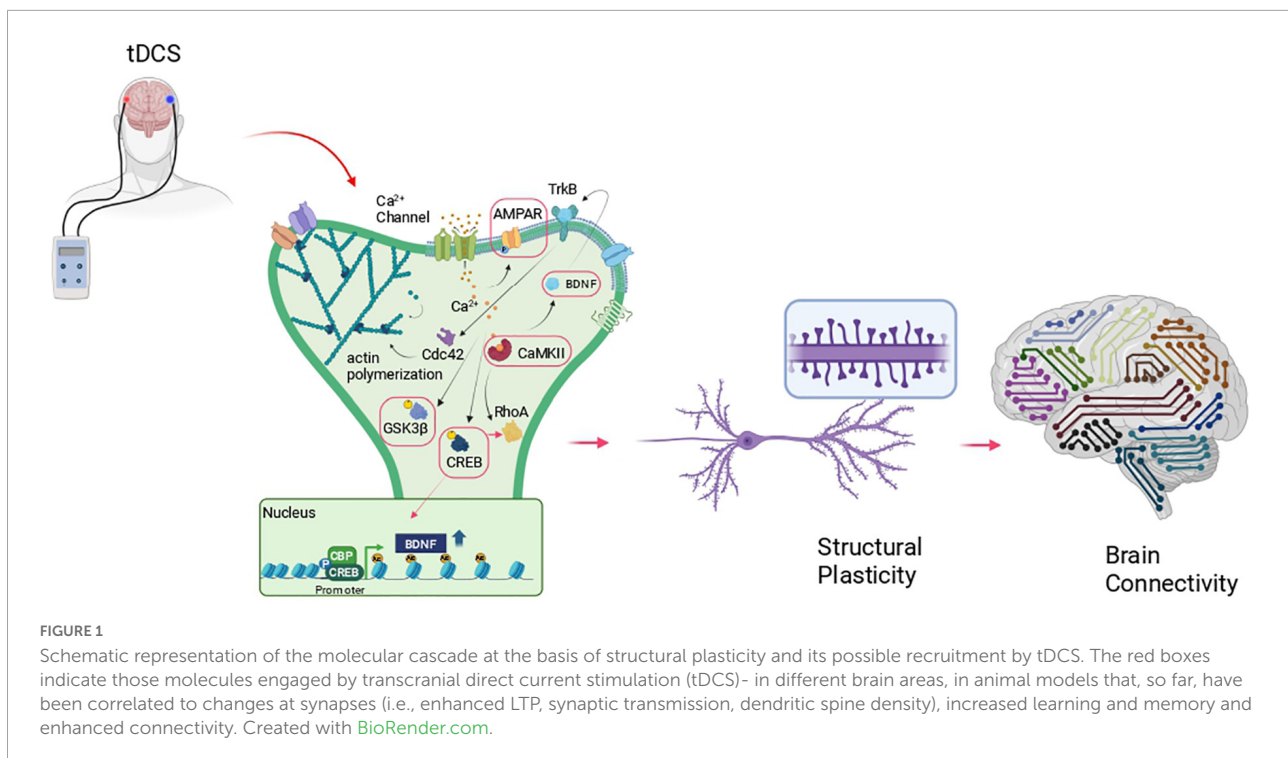 tDCS
Ca²⁺
Channel
AMPAR
TrkB
P
BDNF
Ca²⁺
Cdc42
CaMKII
actin
polymerization
RhoA
GSK3β
CREB
Nucleus
BDNF
CBP
P
CREB
Ac Ac Ac Ac
Promoter
Structural
Plasticity
Brain
Connectivity
FIGURE 1
Schematic representation of the molecular cascade at the basis of structural plasticity and its possible recruitment by tDCS. The red boxes
indicate those molecules engaged by transcranial direct current stimulation (tDCS)- in different brain areas, in animal models that, so far, have
been correlated to changes at synapses (i.e., enhanced LTP, synaptic transmission, dendritic spine density), increased learning and memory and
enhanced connectivity. Created with BioRender.com.